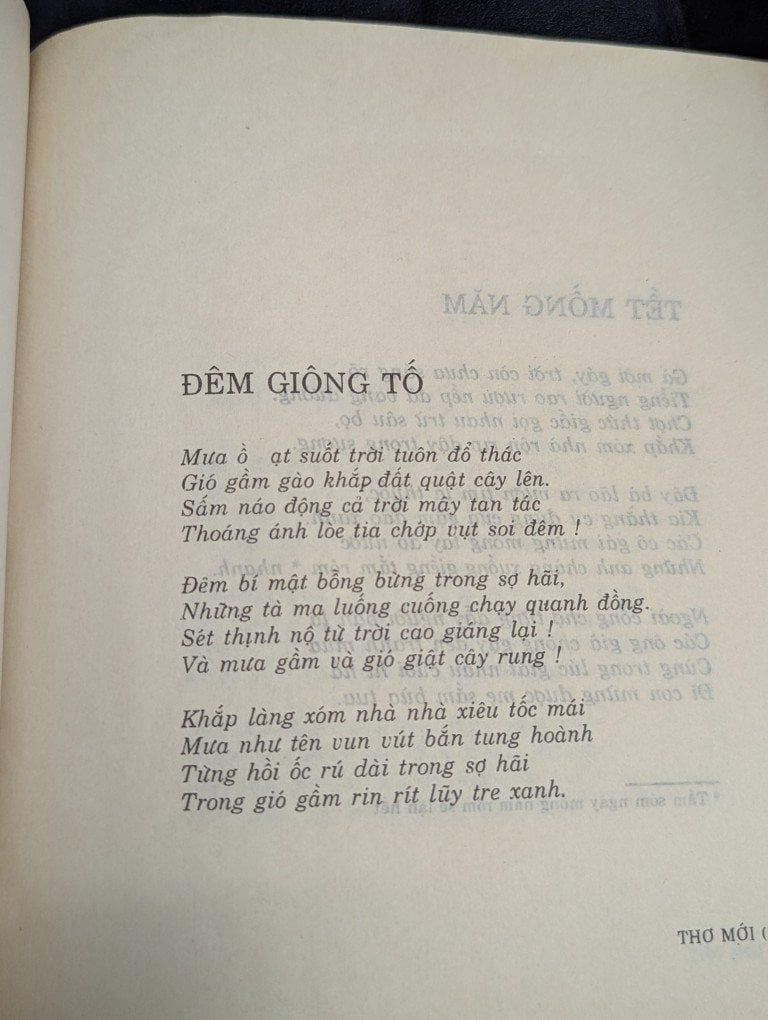 ĐÊM GIÔNG TỐ
Mưa ồ ạt suốt trời tuôn đổ thác
Gió gầm gào khắp đất quật cây lên.
Sấm náo động cả trời mây tan tác
Thoáng ánh lòe tia chớp vụt soi đêm !
Đêm bí mật bỗng bừng trong sợ hãi,
Những tà ma luống cuống chạy quanh đồng.
Sét thịnh nộ từ trời cao giáng lại !
Và mưa gầm và gió giật cây rung !
Khắp làng xóm nhà nhà xiêu tốc mái
Mưa như tên vun vút bắn tung hoành
Từng hồi ốc rú dài trong sợ hãi
Trong gió gầm rin rít lũy tre xanh.
THƠ MỚI (